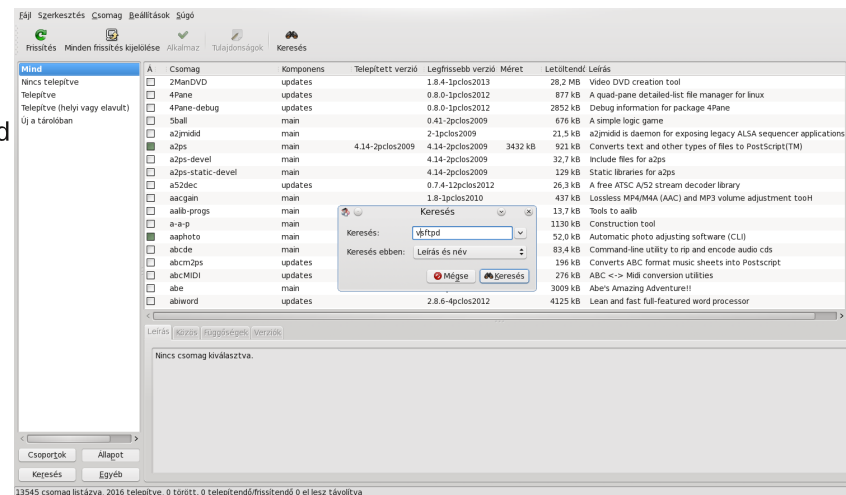 Fájl Szerkesztés Csomag Beállítások Súgó
Frissítés Minden frissítés kijelölése Alkalmaz Tulajdonságok Keresés
Mind
Nincs telepítve
Telepítve
Telepítve (helyi vagy elavult)
Új a tárolóban
d
Á Csomag Komponens Telepített verzió Legfrissebb verzió Méret Letöltendő Leírás
2ManDVD updates 1.8.4-1pclos2013 28,2 MB Video DVD creation tool
4Pane updates 0.8.0-1pclos2012 877 kB A quad-pane detailed-list file manager for linux
4Pane-debug updates 0.8.0-1pclos2012 2852 kB Debug information for package 4Pane
5ball main 0.41-2pclos2009 676 kB A simple logic game
a2jmidid main 2-1pclos2009 21,5 kB a2jmidid is daemon for exposing legacy ALSA sequencer applications
a2ps main 4.14-2pclos2009 4.14-2pclos2009 3432 kB 921 kB Converts text and other types of files to PostScript(TM)
a2ps-devel main 4.14-2pclos2009 32,7 kB Include files for a2ps
a2ps-static-devel main 4.14-2pclos2009 129 kB Static libraries for a2ps
a52dec updates 0.7.4-12pclos2012 26,3 kB A free ATSC A/52 stream decoder library
aacgain main 1.8-1pclos2010 437 kB Lossless MP4/M4A (AAC) and MP3 volume adjustment tooH
aalib-progs main 13,7 kB Tools to aalib
a-a-p main 1130 kB Construction tool
aaphoto main 52,0 kB Automatic photo adjusting software (CLI)
abcde main 83,4 kB Command-line utility to rip and encode audio cds
abcm2ps updates 196 kB Converts ABC format music sheets into Postscript
abcMIDI updates 276 kB ABC <-> Midi conversion utilities
abe main 3009 kB Abe's Amazing Adventure!!
abiword updates 2.8.6-4pclos2012 4125 kB Lean and fast full-featured word processor
Keresés
Keresés: vsftpd
Keresés ebben: Leírás és név
Mégse Keresés
Leírás Közös Függőségek Verziók
Nincs csomag kiválasztva.
Csoportok Állapot
Keresés Egyéb
13545 csomag listázva, 2016 telepítve, 0 törött, 0 telepítendő/frissítendő 0 el lesz távolítva